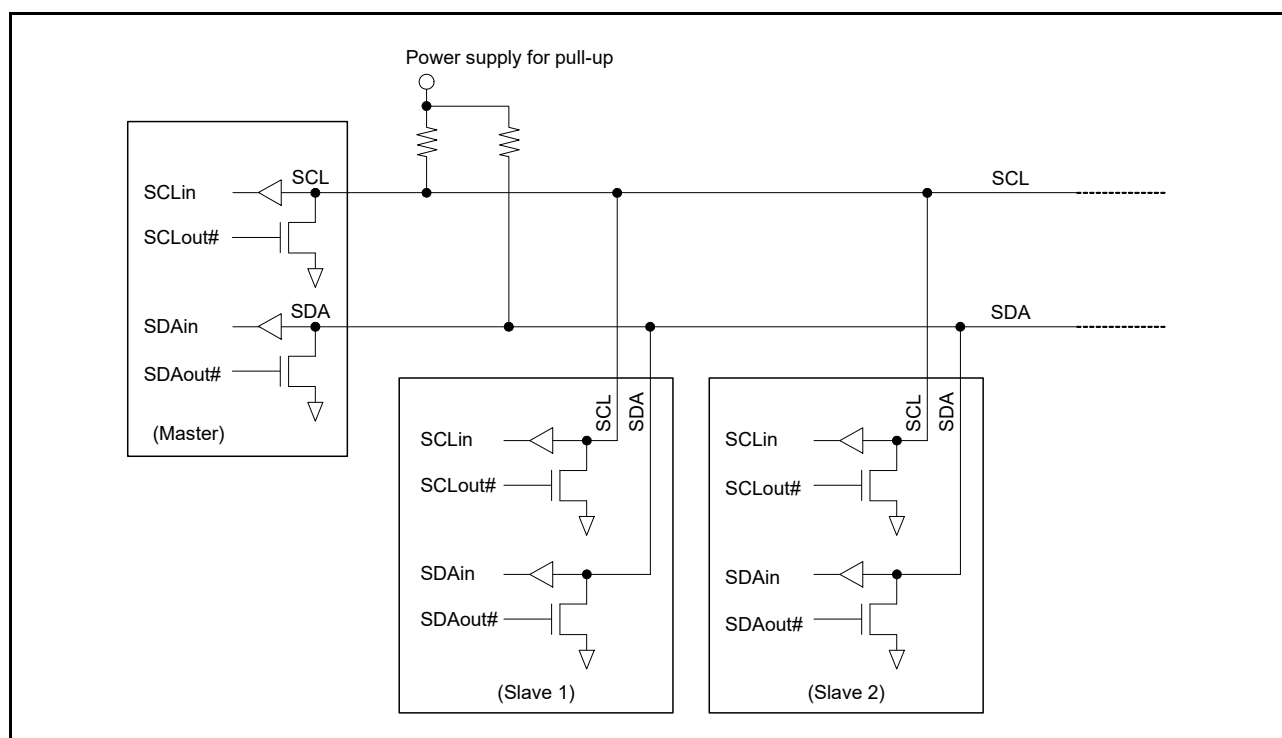 Power supply for pull-up
SCL
SCLin
SCLout#
SDA
SDAin
SDAout#
(Master)
SCL
SDA
SCL
SDA
SCLin
SCLout#
SDAin
SDAout#
(Slave 1)
SCL
SDA
SCLin
SCLout#
SDAin
SDAout#
(Slave 2)